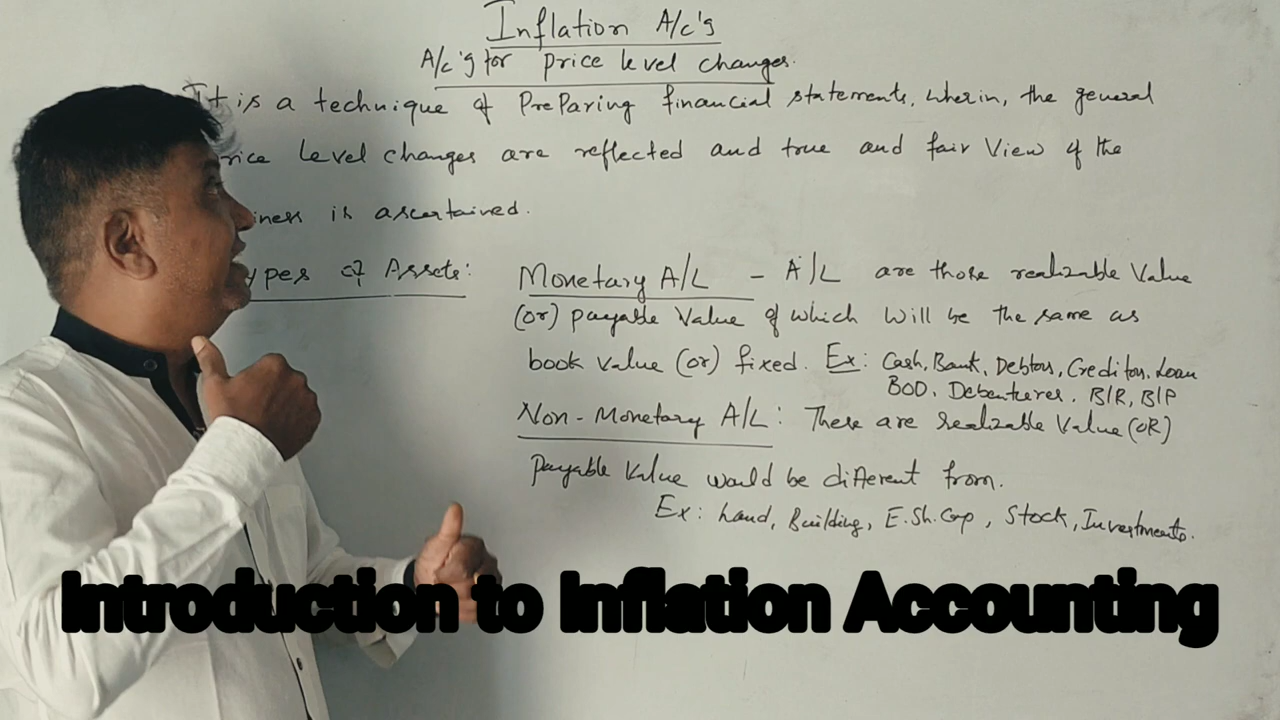 Inflation A/c's
A/c's for price level changes.
It is a technique of PreParing financial statements, wherin, the general
rice Level changes are reflected and true and fair View of the
iness is ascertained.
ypes of Assets:
Monetary A/L - A/L are those realizable Value
(or) payable Value of which will be the same as
book value (or) fixed. Ex: Cash, Bank, Debtors, Creditors, Loan
BOD, Debentures, B/R, B/P
Non-Monetary A/L: These are realizable Value (OR)
Payable Value would be different from.
Ex: Land, Building, E.Sh.Cap, Stock, Investments.
Introduction to Inflation Accounting